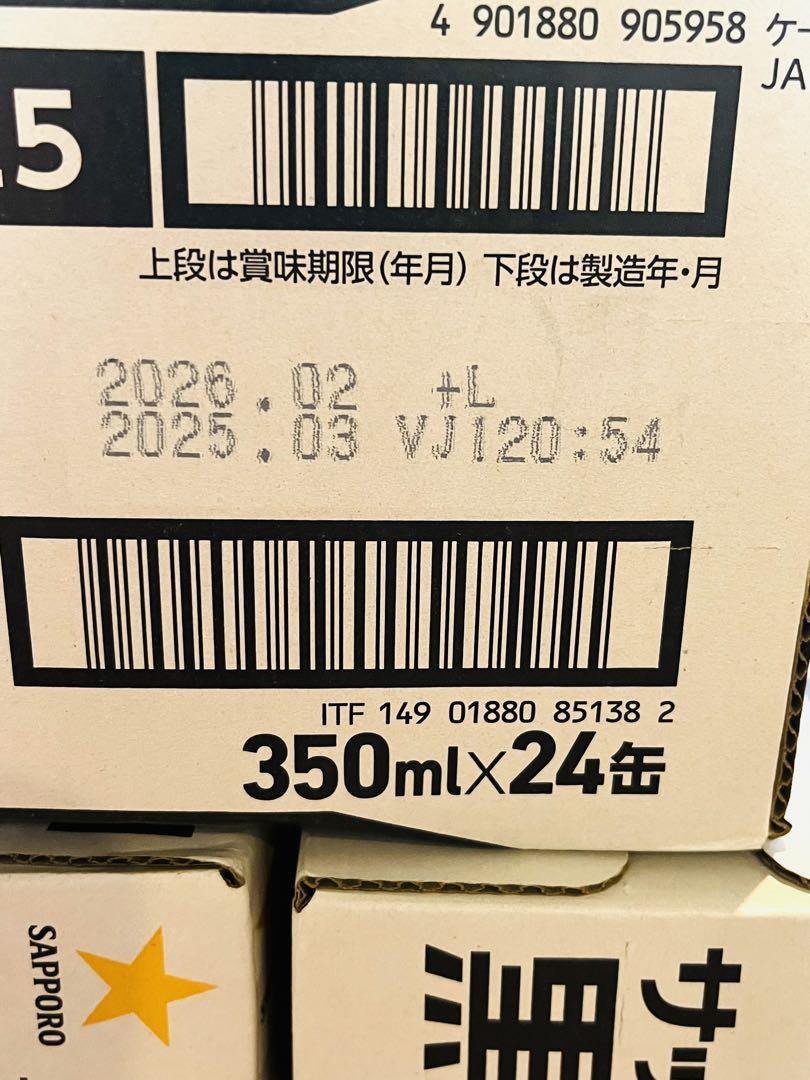 4 901880 905958 ケー
JA
.5
上段は賞味期限(年月) 下段は製造年・月
2026.02 +L
2025.03 VJ120:54
ITF 149 01880 85138 2
350ml×24缶
SAPPORO
サッ
黒